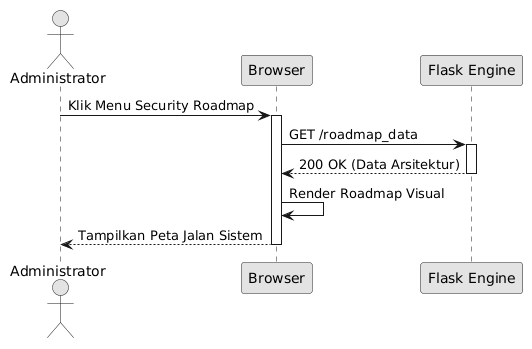 Administrator
Browser
Flask Engine
Klik Menu Security Roadmap
GET /roadmap_data
200 OK (Data Arsitektur)
Render Roadmap Visual
Tampilkan Peta Jalan Sistem
Administrator
Browser
Flask Engine